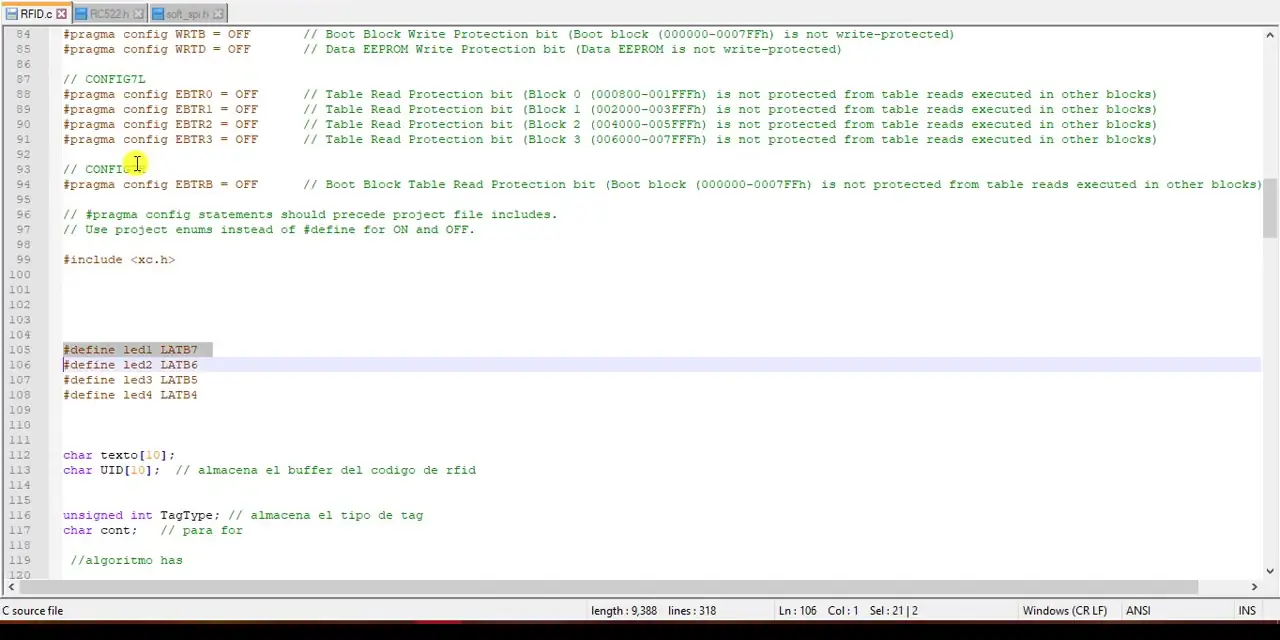 RFID.c RC522.h soft_spi.h
84 #pragma config WRTB = OFF // Boot Block Write Protection bit (Boot block (000000-0007FFh) is not write-protected)
85 #pragma config WRTD = OFF // Data EEPROM Write Protection bit (Data EEPROM is not write-protected)
86
87 // CONFIG7L
88 #pragma config EBTR0 = OFF // Table Read Protection bit (Block 0 (000800-001FFFh) is not protected from table reads executed in other blocks)
89 #pragma config EBTR1 = OFF // Table Read Protection bit (Block 1 (002000-003FFFh) is not protected from table reads executed in other blocks)
90 #pragma config EBTR2 = OFF // Table Read Protection bit (Block 2 (004000-005FFFh) is not protected from table reads executed in other blocks)
91 #pragma config EBTR3 = OFF // Table Read Protection bit (Block 3 (006000-007FFFh) is not protected from table reads executed in other blocks)
92
93 //
94 #pragma config EBTRB = OFF // Boot Block Table Read Protection bit (Boot block (000000-0007FFh) is not protected from table reads executed in other blocks)
95
96 // #pragma config statements should precede project file includes.
97 // Use project enums instead of #define for ON and OFF.
98
99 #include <xc.h>
100
101
102
103
104
105 #define led1 LATB7
106 #define led2 LATB6
107 #define led3 LATB5
108 #define led4 LATB4
109
110
111
112 char texto[10];
113 char UID[10]; // almacena el buffer del codigo de rfid
114
115
116 unsigned int TagType; // almacena el tipo de tag
117 char cont; // para for
118
119 //algoritmo has
120
C source file length : 9,388 lines : 318 Ln : 106 Col : 1 Sel : 21 | 2 Windows (CR LF) ANSI INS